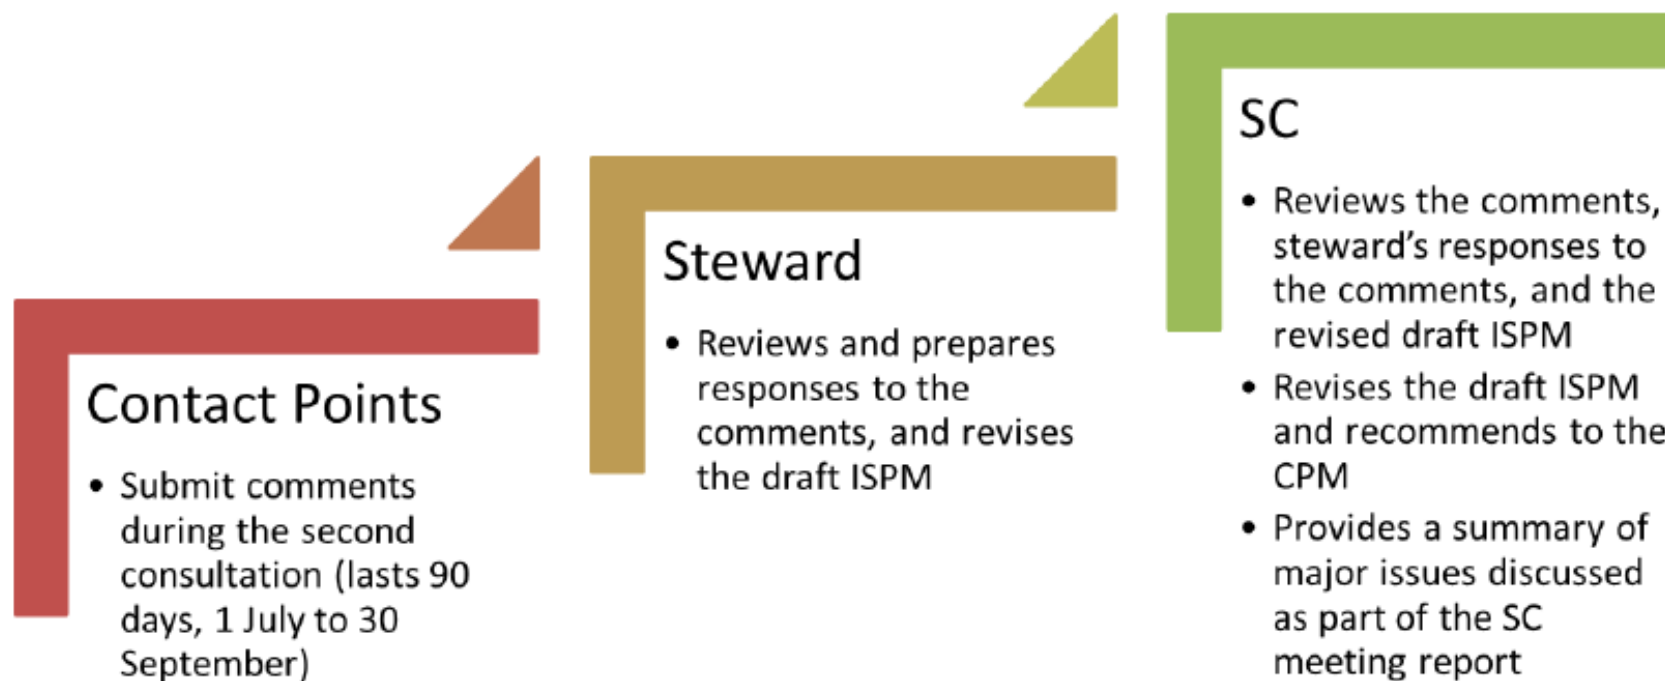 Contact Points
• Submit comments
during the second
consultation (lasts 90
days, 1 July to 30
September)
Steward
• Reviews and prepares
responses to the
comments, and revises
the draft ISPM
SC
• Reviews the comments,
steward's responses to
the comments, and the
revised draft ISPM
• Revises the draft ISPM
and recommends to the
CPM
• Provides a summary of
major issues discussed
as part of the SC
meeting report